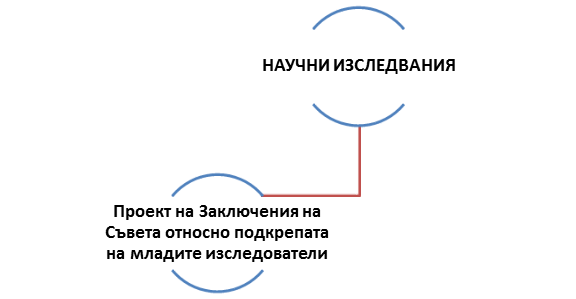 НАУЧНИ ИЗСЛЕДВАНИЯ
Проект на Заключения на
Съвета относно подкрепата
на младите изследователи